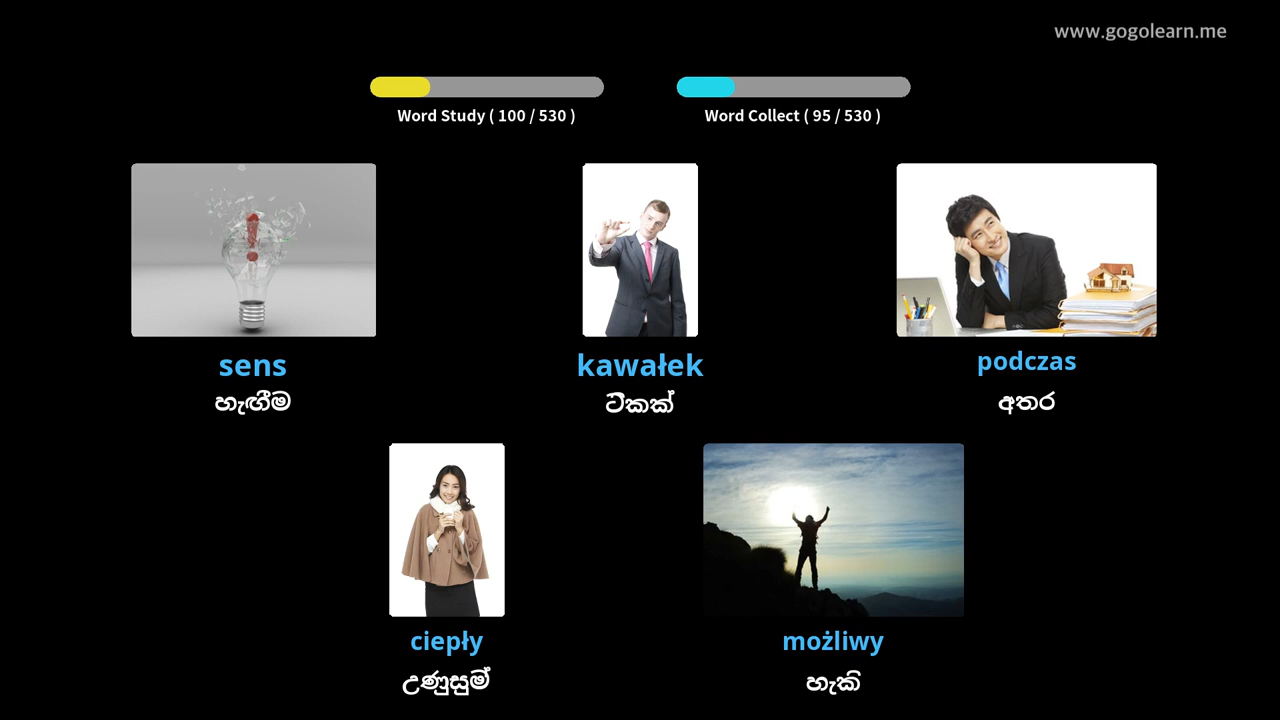 www.gogolearn.me
Word Study ( 100 / 530 )
Word Collect ( 95 / 530 )
sens
හැඟීම
kawałek
ටිකක්
podczas
අතර
ciepły
උණුසුම්
możliwy
හැකි